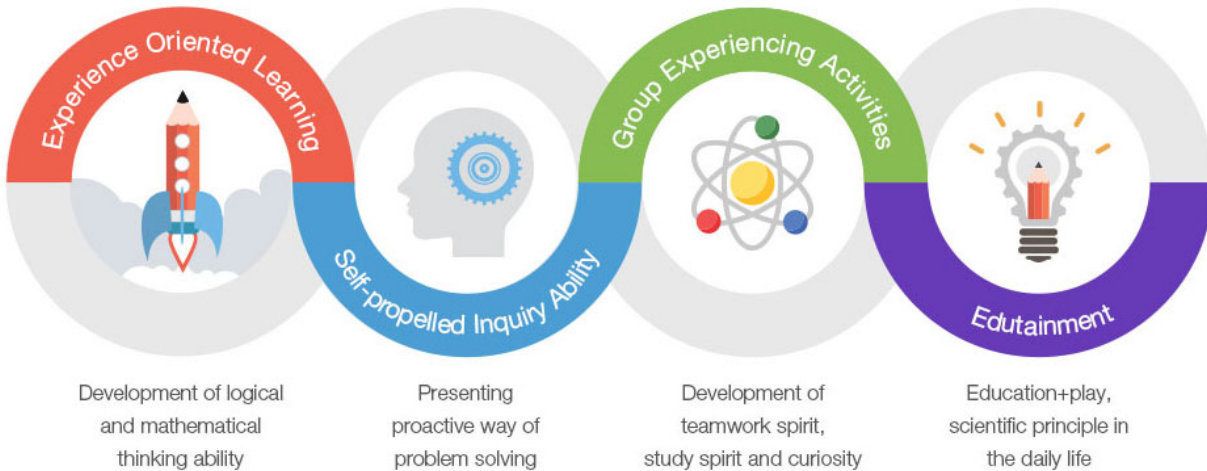 Experience Oriented Learning
Self-propelled Inquiry Ability
Group Experiencing Activities
Edutainment
Development of logical
and mathematical
thinking ability
Presenting
proactive way of
problem solving
Development of
teamwork spirit,
study spirit and curiosity
Education+play,
scientific principle in
the daily life